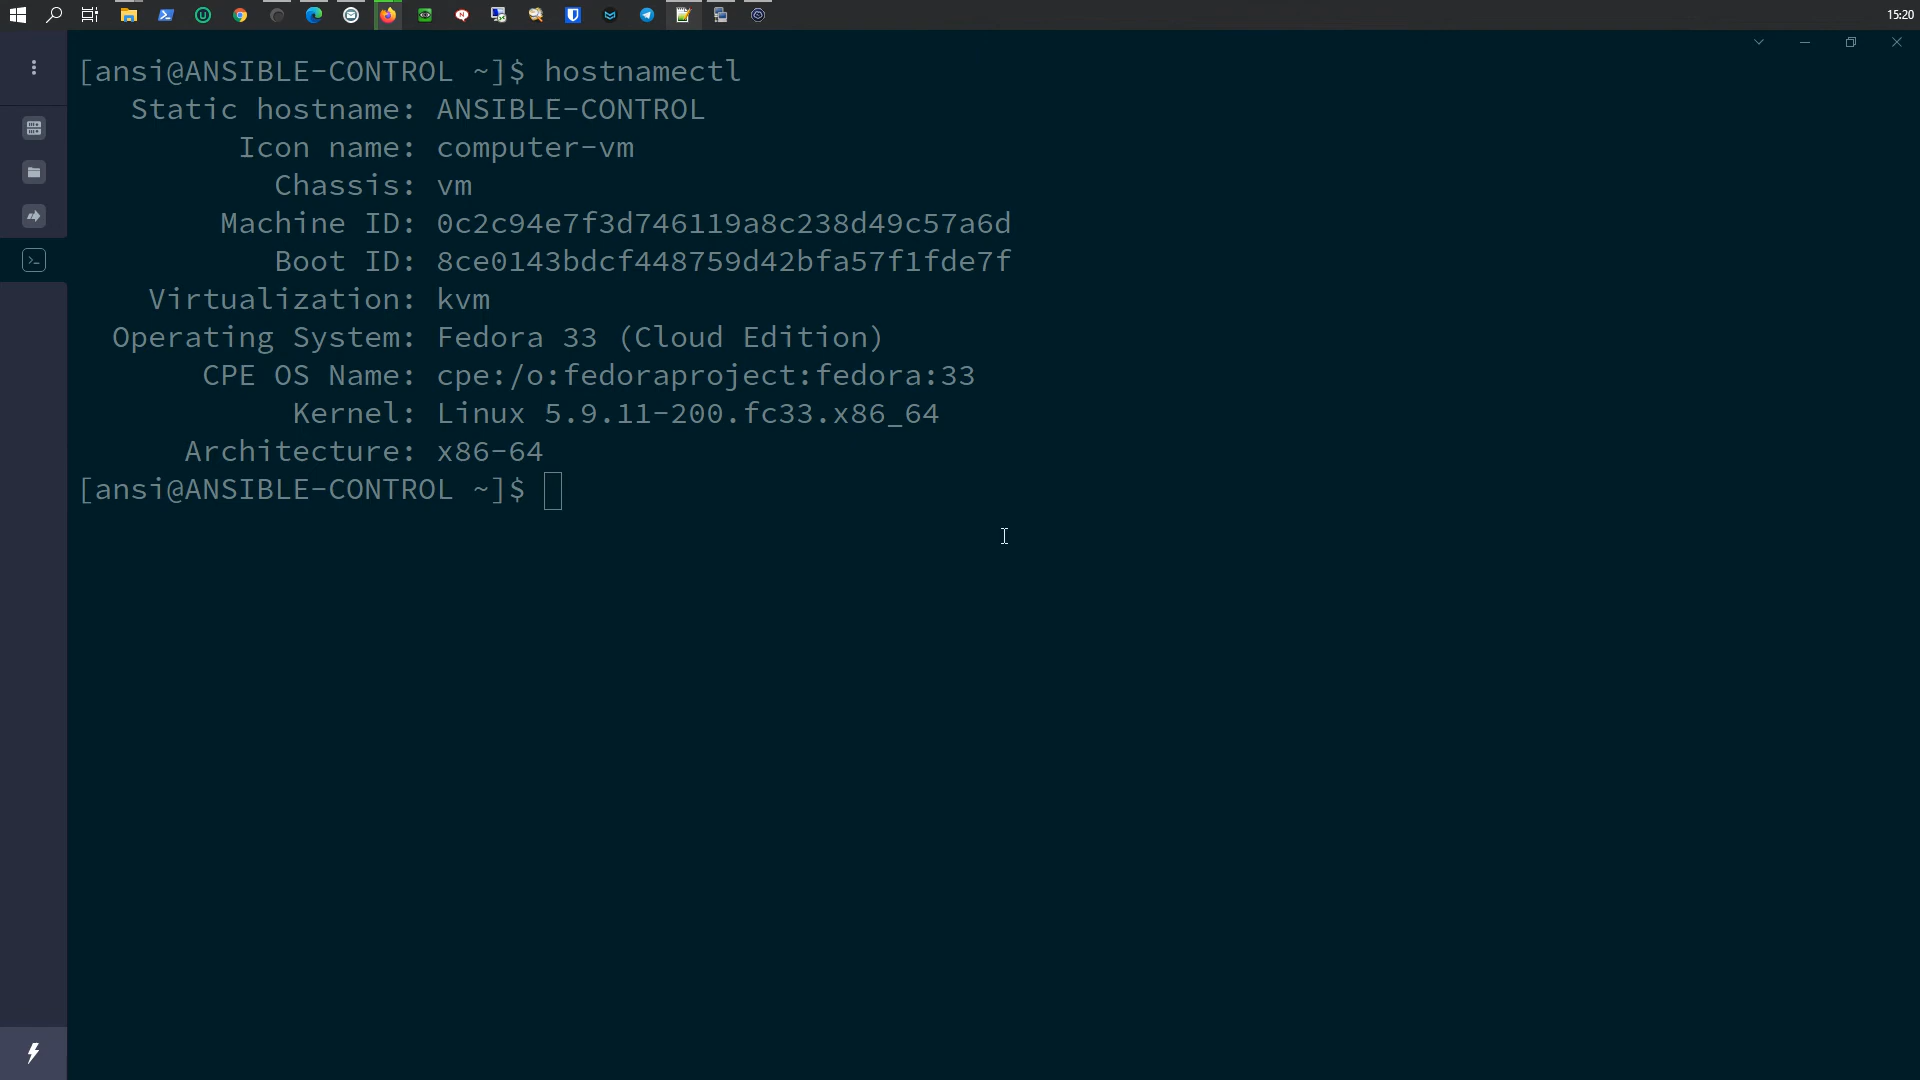 15:20
[ansi@ANSIBLE-CONTROL ~]$ hostnamectl
Static hostname: ANSIBLE-CONTROL
Icon name: computer-vm
Chassis: vm
Machine ID: 0c2c94e7f3d746119a8c238d49c57a6d
Boot ID: 8ce0143bdcf448759d42bfa57f1fde7f
Virtualization: kvm
Operating System: Fedora 33 (Cloud Edition)
CPE OS Name: cpe:/o:fedoraproject:fedora:33
Kernel: Linux 5.9.11-200.fc33.x86_64
Architecture: x86-64
[ansi@ANSIBLE-CONTROL ~]$